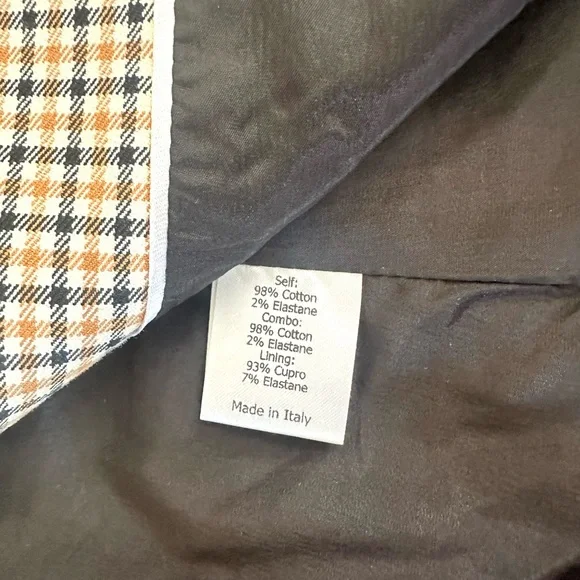 Self:
98% Cotton
2% Elastane
Combo:
98% Cotton
2% Elastane
Lining:
93% Cupro
7% Elastane
Made in Italy